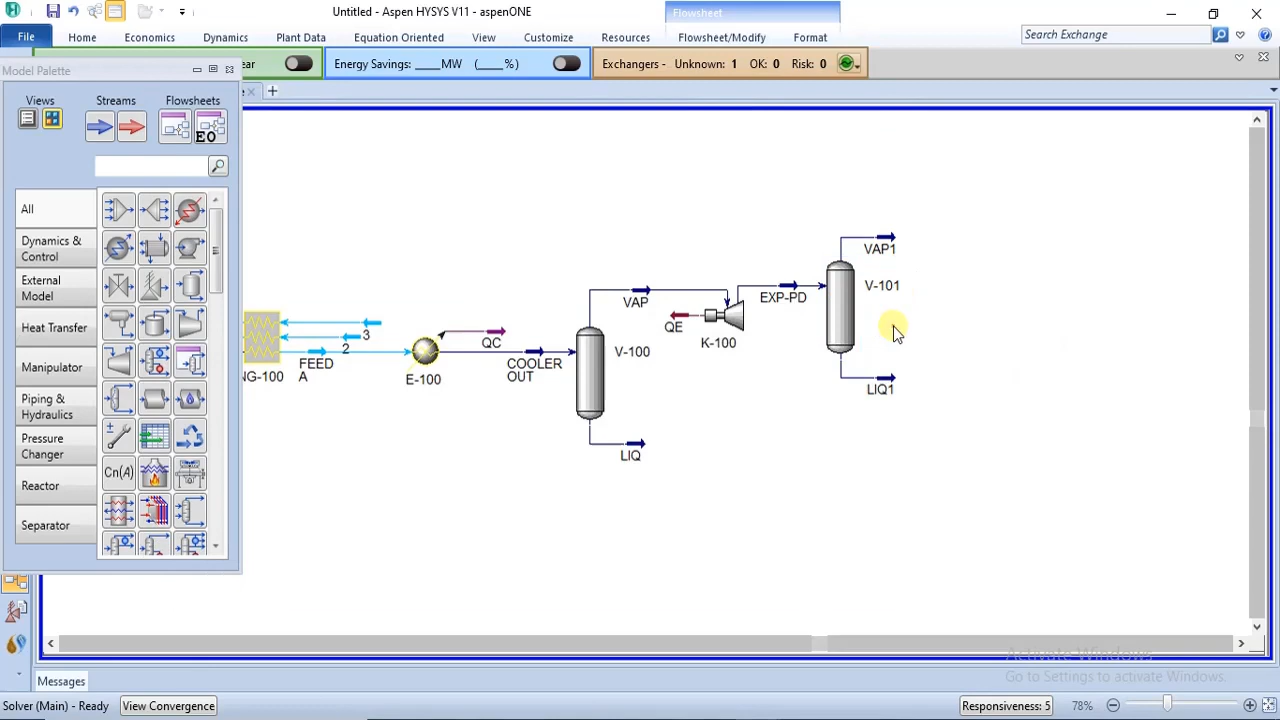 Untitled - Aspen HYSYS V11 - aspenONE
Flowsheet
File
Home
Economics
Dynamics
Plant Data
Equation Oriented
View
Customize
Resources
Flowsheet/Modify
Format
Search Exchange
ear
Energy Savings: ____MW (____%)
Exchangers - Unknown: 1 OK: 0 Risk: 0
Model Palette
Views
Streams
Flowsheets
EO
All
Dynamics &
Control
External
Model
Heat Transfer
Manipulator
Piping &
Hydraulics
Pressure
Changer
Reactor
Separator
Cn(A)
VAP1
V-101
EXP-PD
VAP
QE
K-100
LIQ1
3
2
FEED
A
NG-100
QC
E-100
COOLER
OUT
V-100
LIQ
Activate Windows
Go to Settings to activate Windows.
Messages
Solver (Main) - Ready
View Convergence
Responsiveness: 5
78%